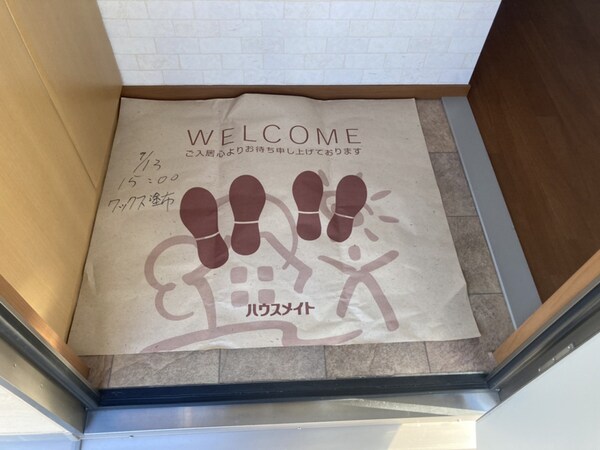 WELCOME
ご入居心よりお待ち申し上げております
9/13
15:00
ワックス塗布
ハウスメイト